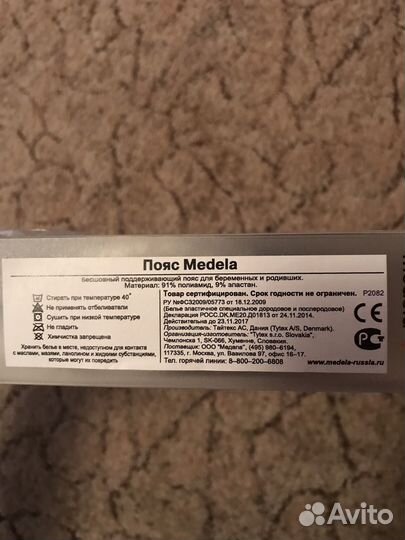 Пояс Medela
Бесшовный поддерживающий пояс для беременных и родивших.
Материал: 91% полиамид, 9% эластан.
Стирать при температуре 40°
Не применять отбеливатели
Сушить при низкой температуре
Не гладить
Химчистка запрещена
Хранить белье в месте, недоступном для контакта
с маслами, мазями, ланолином и жидкими субстанциями,
которые могут их повредить
Товар сертифицирован. Срок годности не ограничен. P2082
РУ №ФС32009/05773 от 18.12.2009
(Белье эластичное специальное дородовое и послеродовое)
Декларация РОСС.DK.ME20.Д01813 от 24.11.2014.
Действительна до 23.11.2017
Производитель: Тайтекс АС, Дания (Tytex A/S, Denmark).
Изготовитель: "Tytex s.r.o. Slovakia",
Чемлонска 1, SK-066, Хуменне, Словакия.
Поставщик: ООО "Медела", (495) 980-6194,
117335, г. Москва, ул. Вавилова 97, офис 16-17.
Тел. горячей линии: 8-800-200-6808
www.medela-russia.ru
CE
Avito